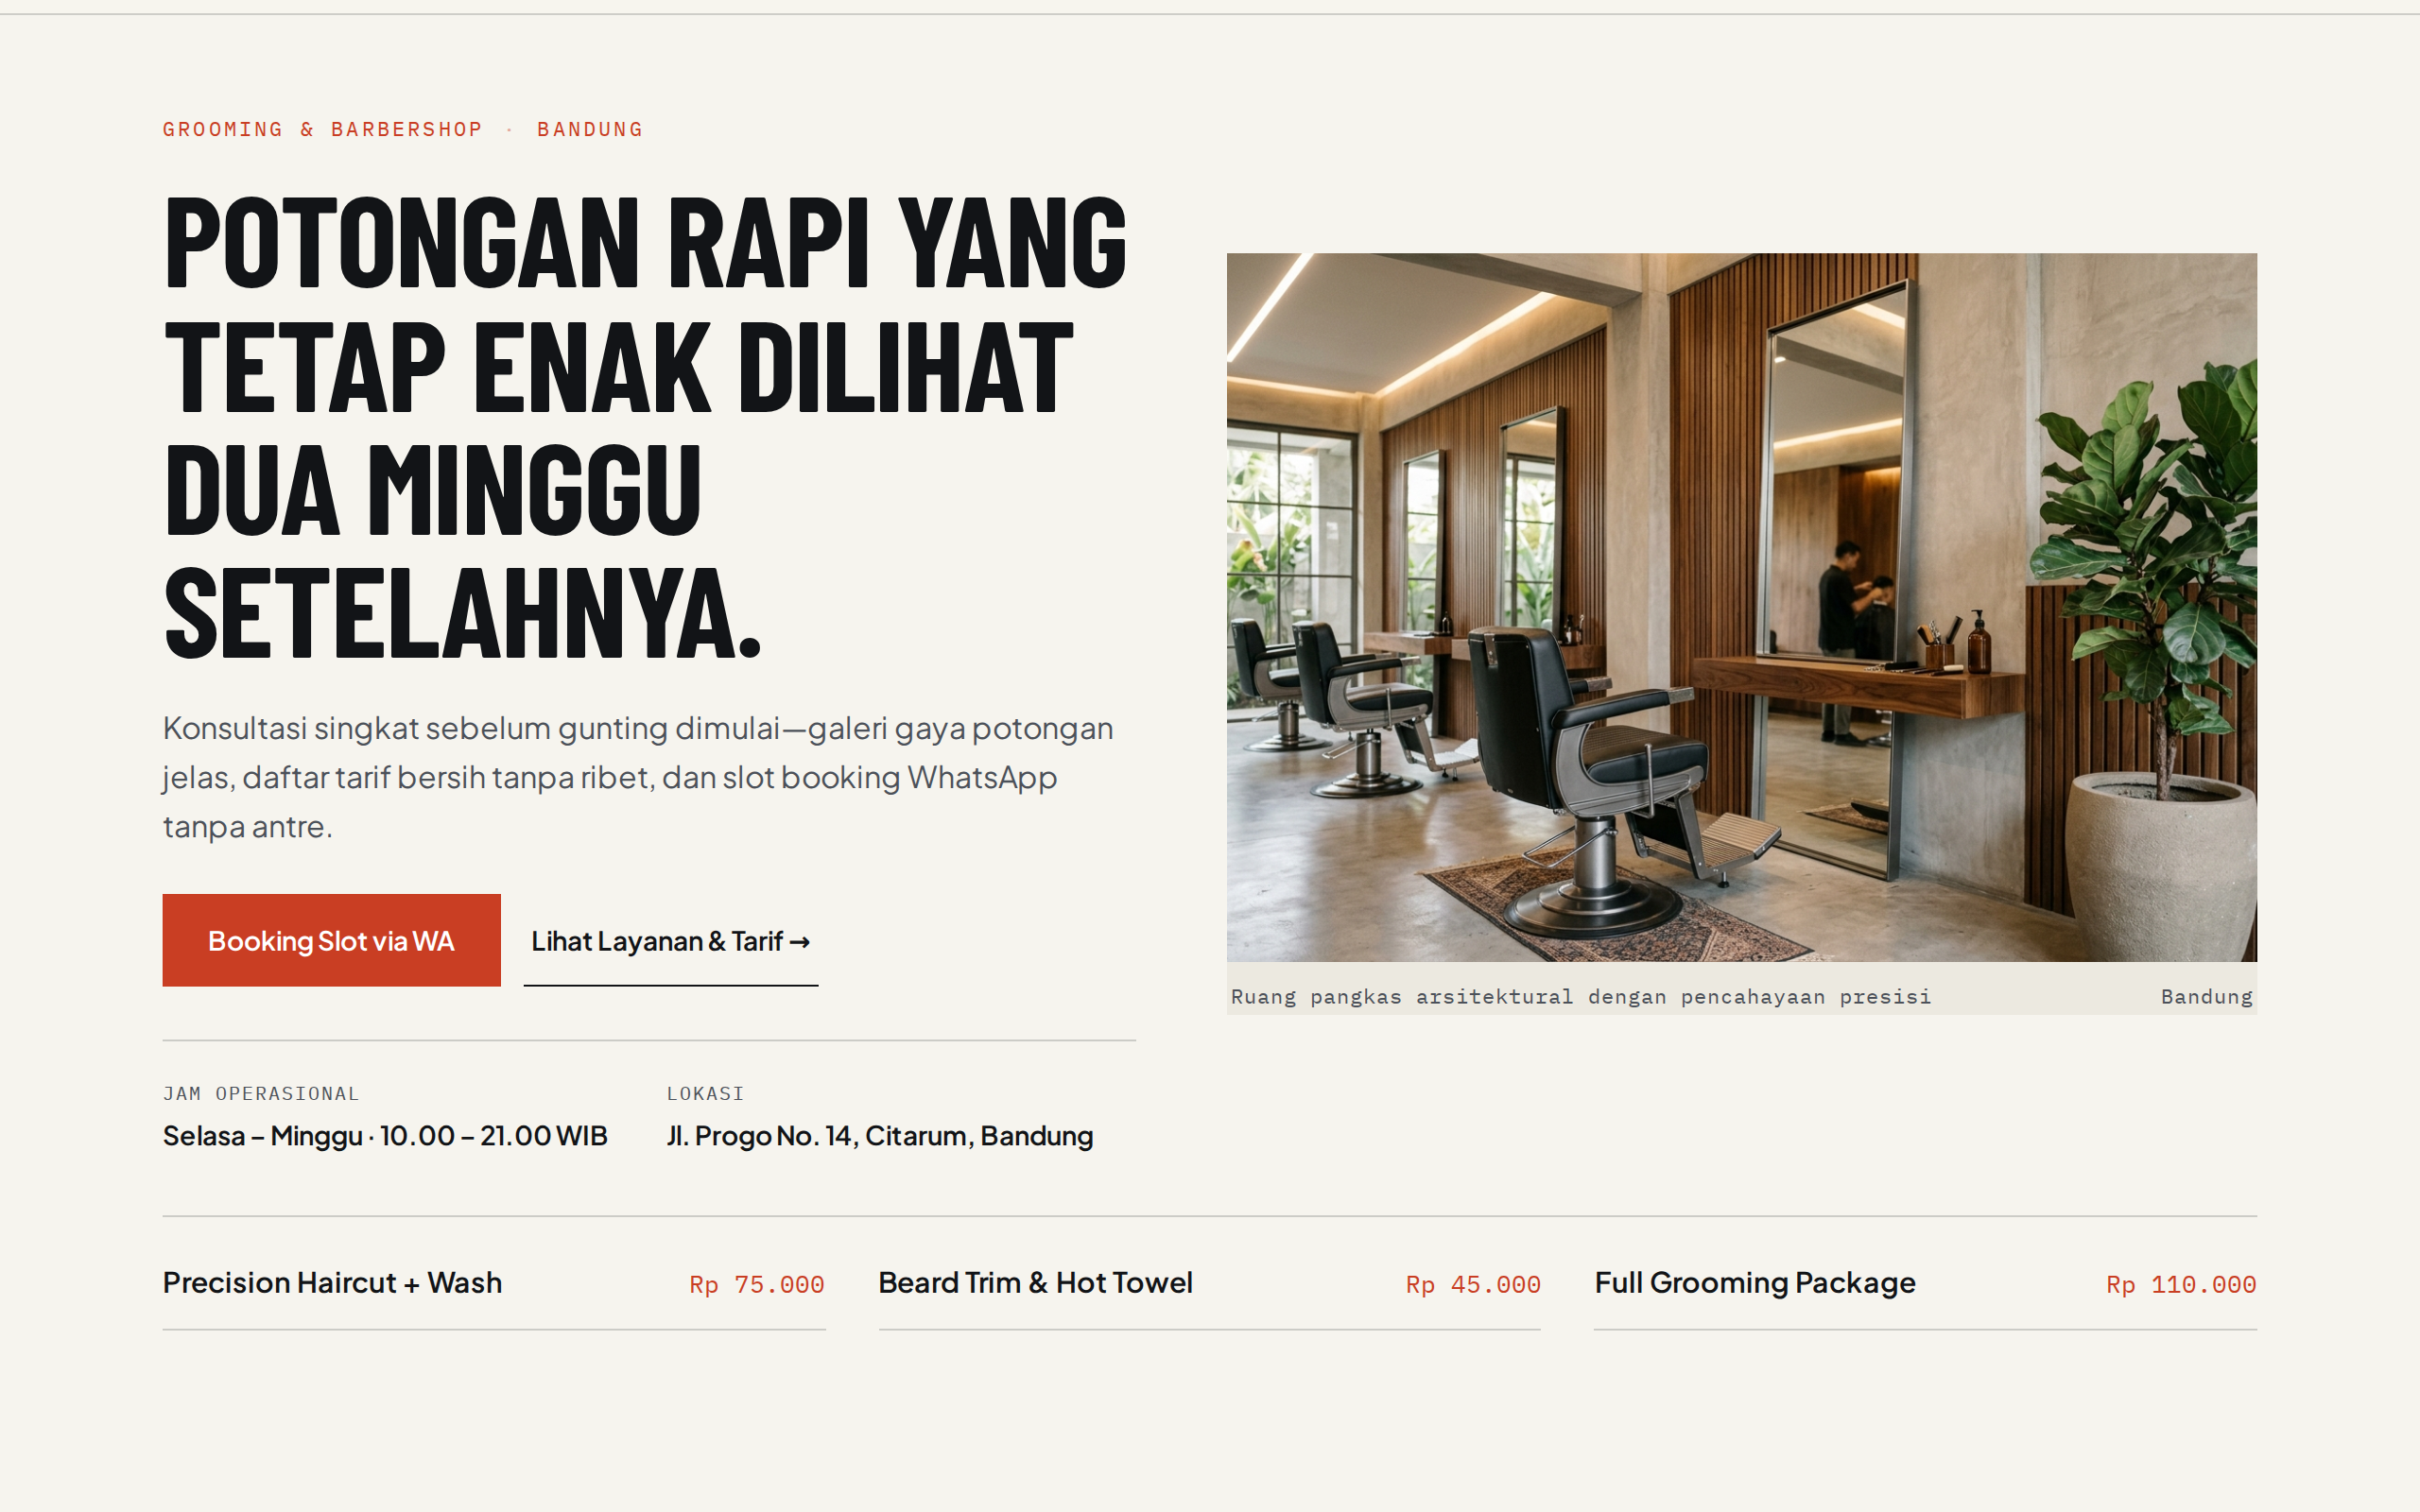 GROOMING & BARBERSHOP · BANDUNG
POTONGAN RAPI YANG
TETAP ENAK DILIHAT
DUA MINGGU
SETELAHNYA.
Konsultasi singkat sebelum gunting dimulai—galeri gaya potongan
jelas, daftar tarif bersih tanpa ribet, dan slot booking WhatsApp
tanpa antre.
Booking Slot via WA
Lihat Layanan & Tarif →
Ruang pangkas arsitektural dengan pencahayaan presisi
Bandung
JAM OPERASIONAL
Selasa – Minggu · 10.00 – 21.00 WIB
LOKASI
Jl. Progo No. 14, Citarum, Bandung
Precision Haircut + Wash
Rp 75.000
Beard Trim & Hot Towel
Rp 45.000
Full Grooming Package
Rp 110.000